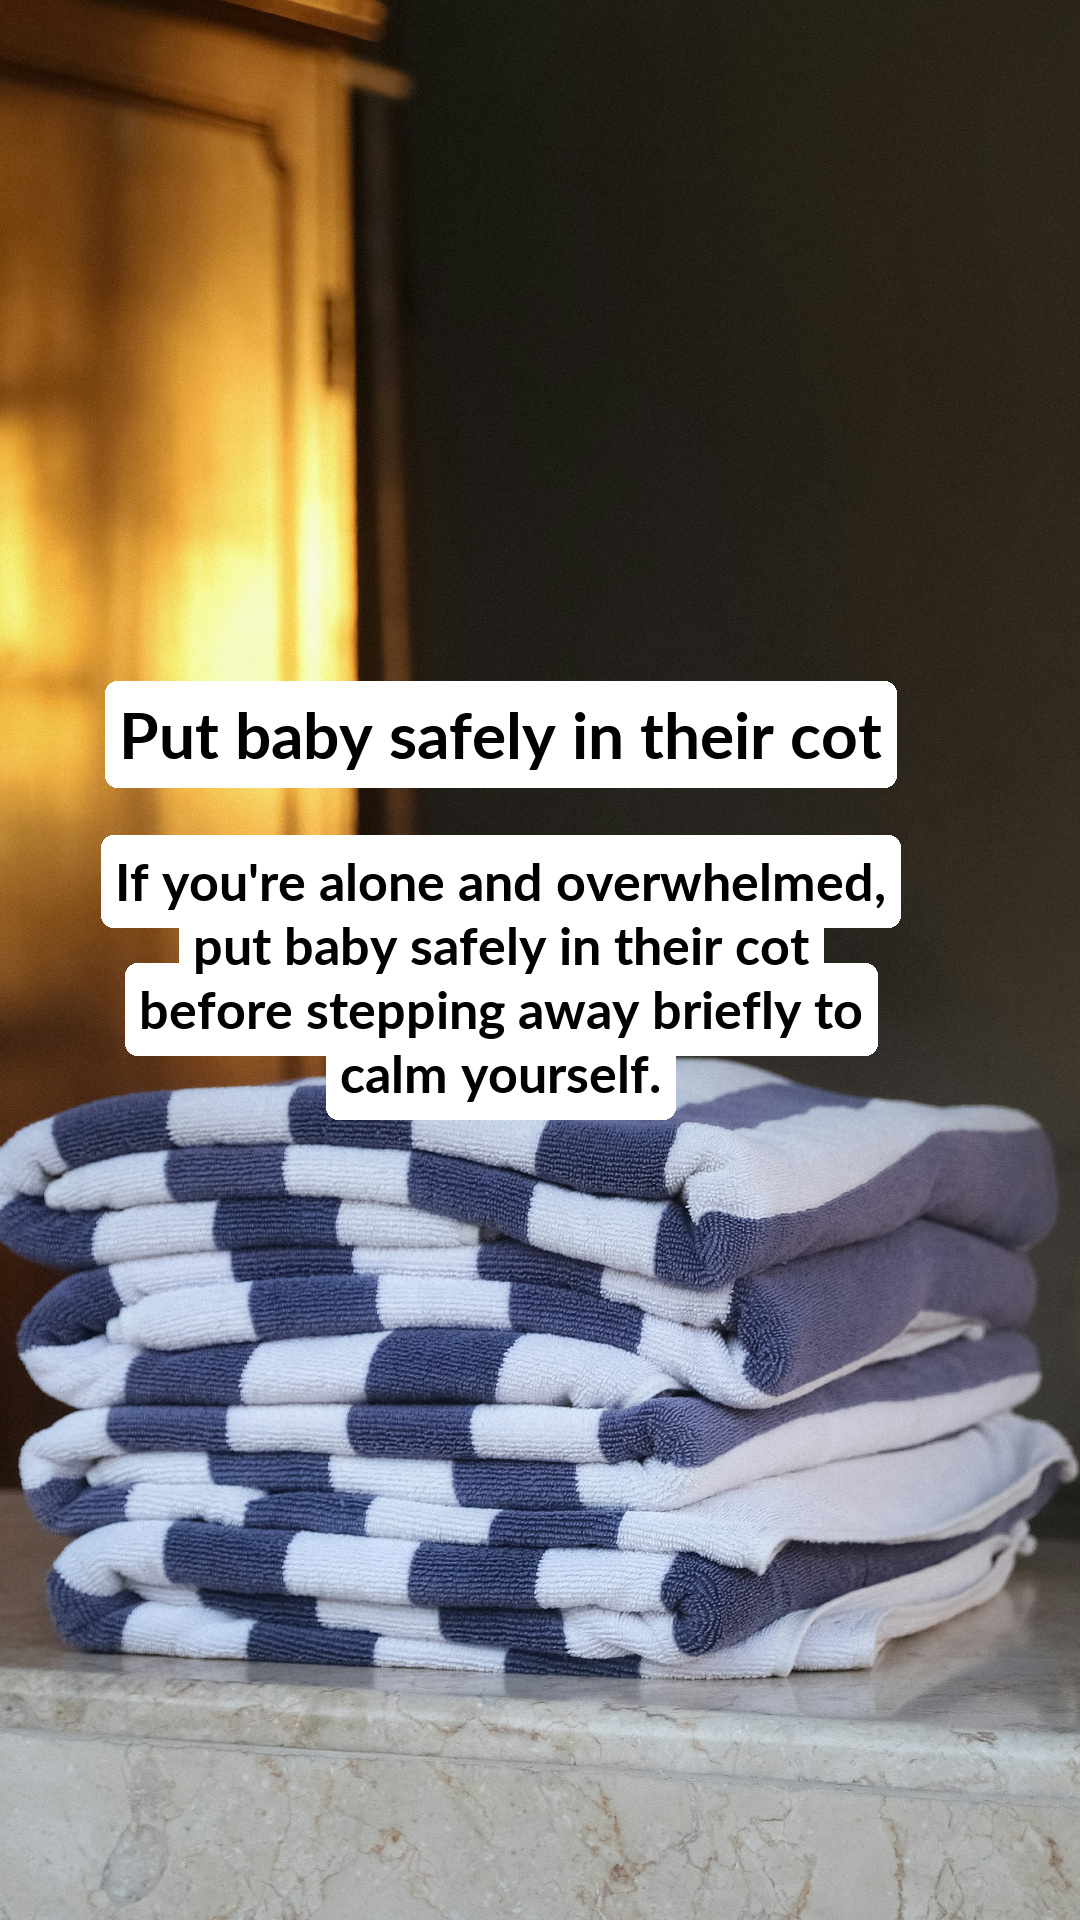 Put baby safely in their cot
If you're alone and overwhelmed,
put baby safely in their cot
before stepping away briefly to
calm yourself.